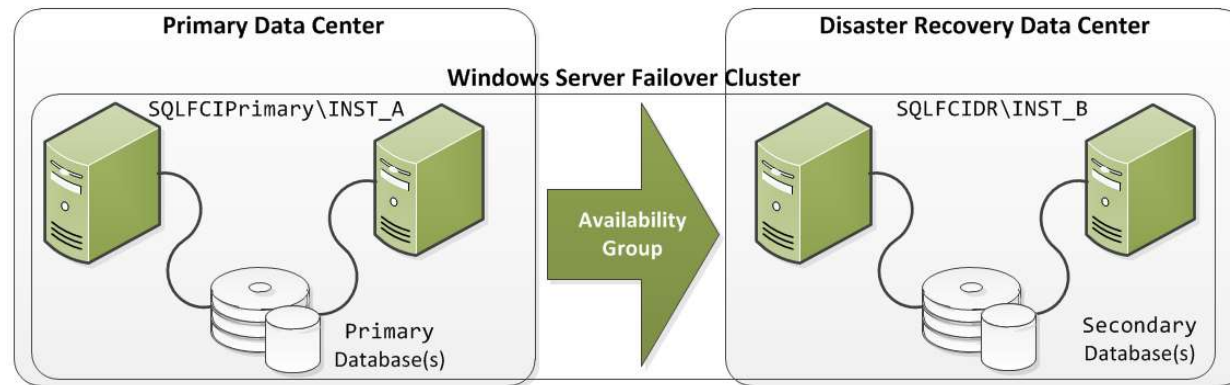 Primary Data Center
Disaster Recovery Data Center
Windows Server Failover Cluster
SQLFCIPrimary\INST_A
SQLFCIDR\INST_B
Availability
Group
Primary
Database(s)
Secondary
Database(s)